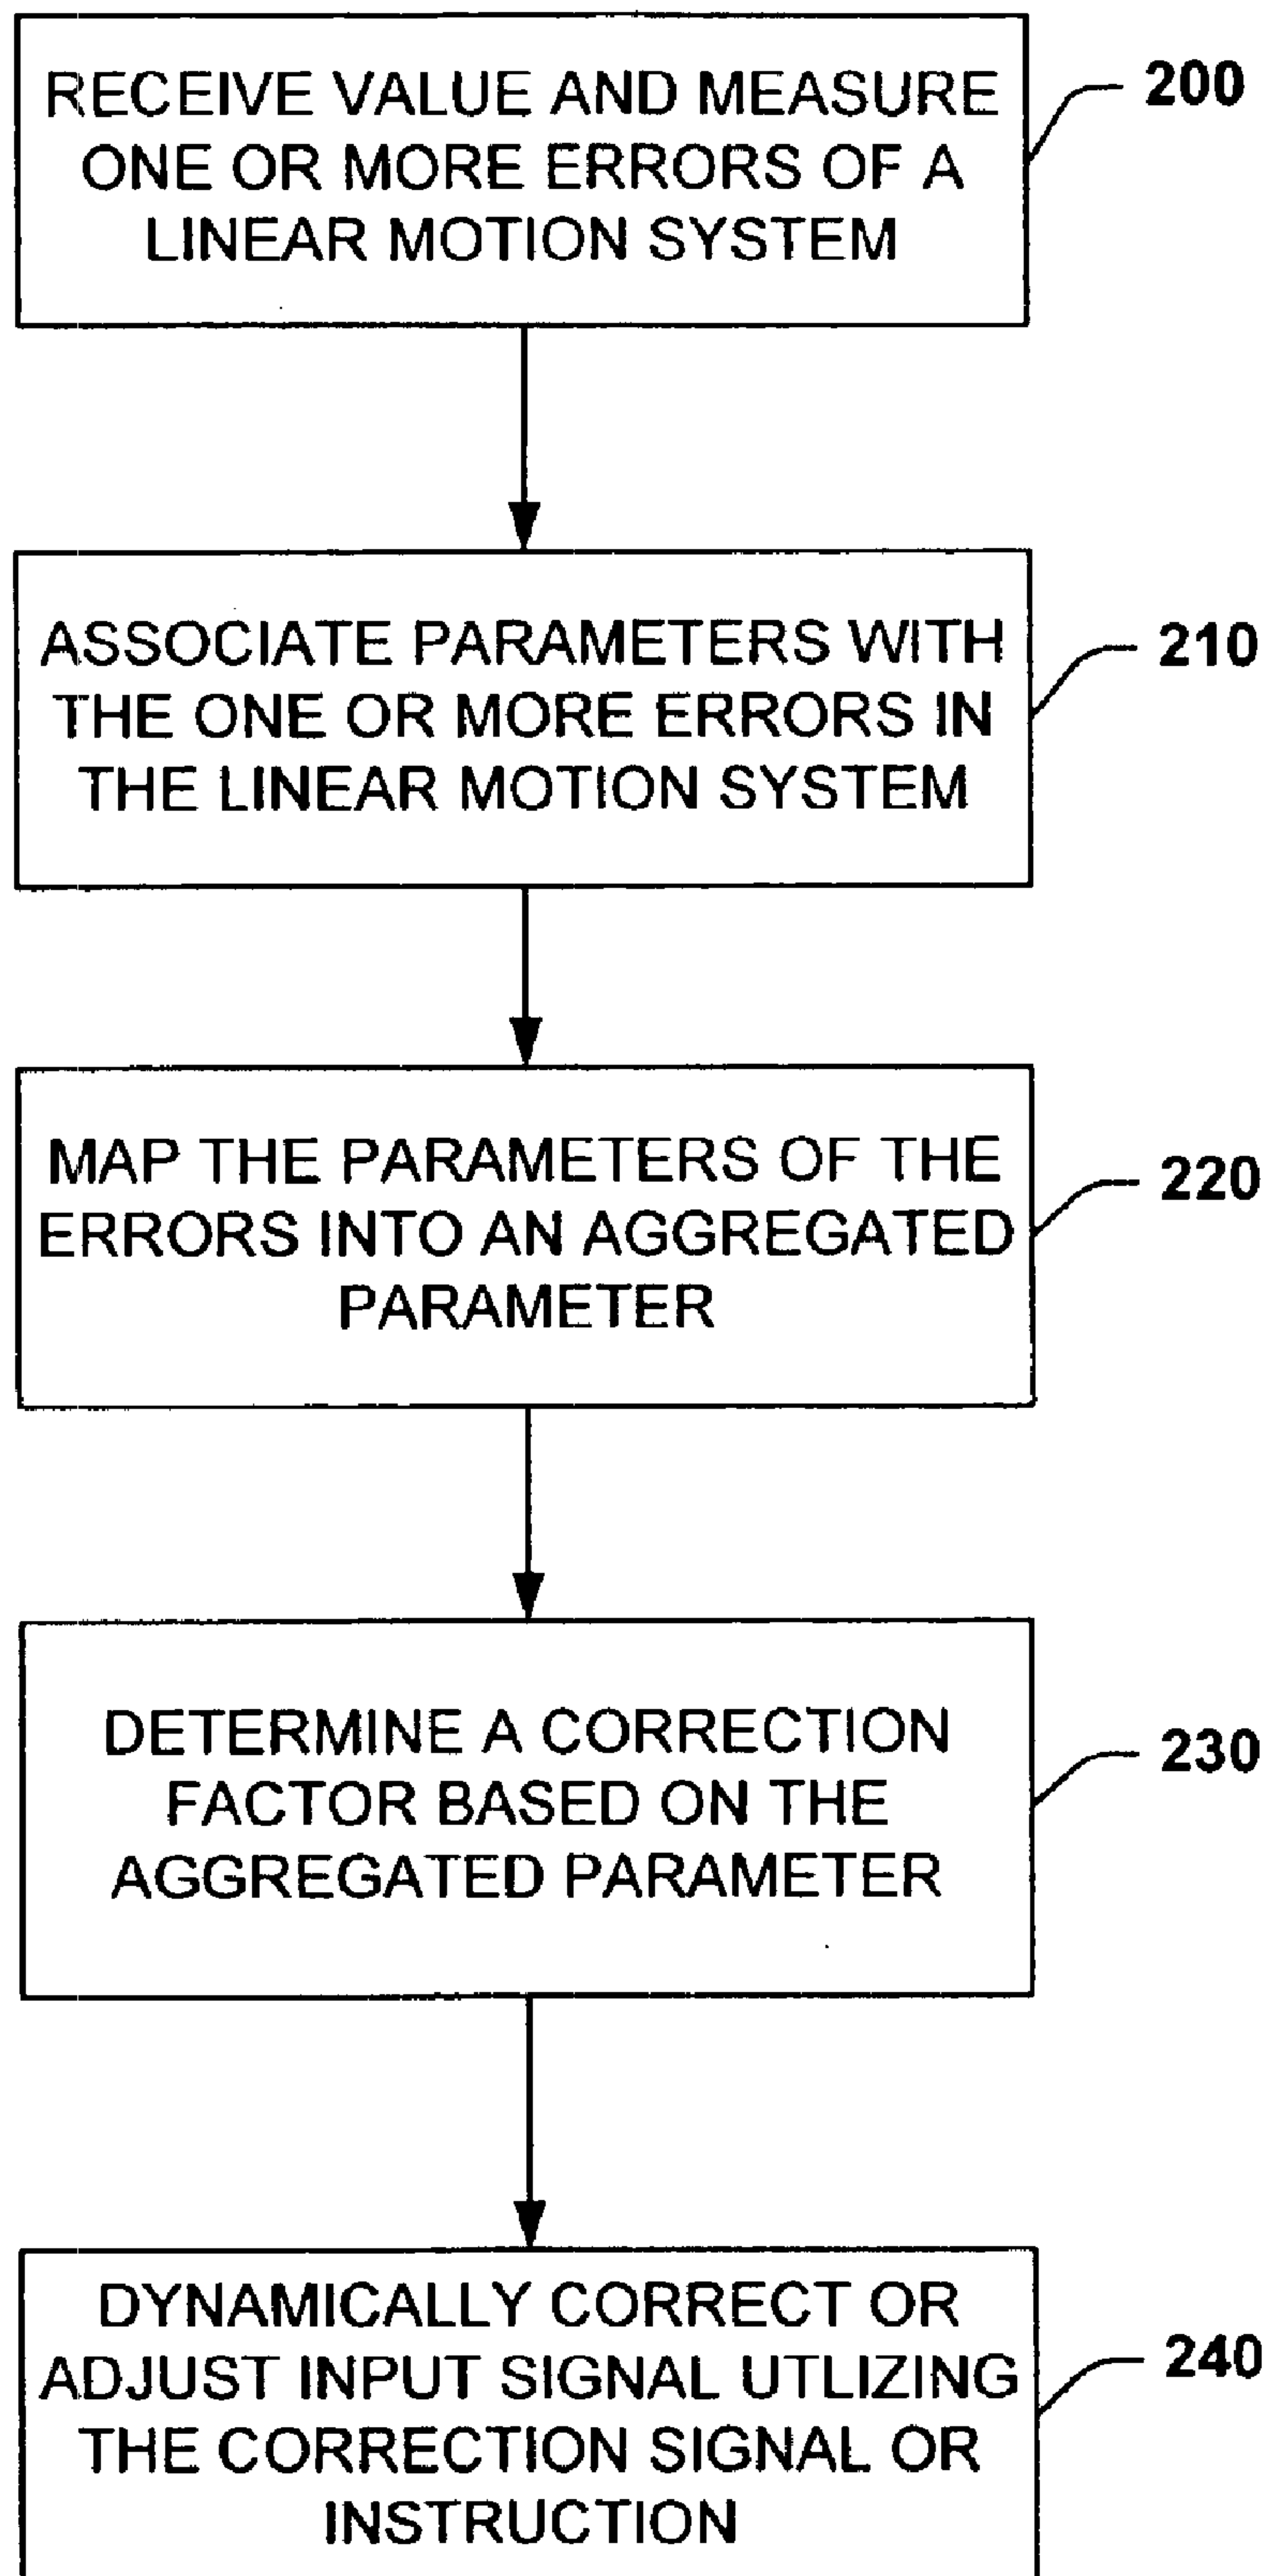 RECEIVE VALUE AND MEASURE
ONE OR MORE ERRORS OF A
LINEAR MOTION SYSTEM
200
ASSOCIATE PARAMETERS WITH
THE ONE OR MORE ERRORS IN
THE LINEAR MOTION SYSTEM
210
MAP THE PARAMETERS OF THE
ERRORS INTO AN AGGREGATED
PARAMETER
220
DETERMINE A CORRECTION
FACTOR BASED ON THE
AGGREGATED PARAMETER
230
DYNAMICALLY CORRECT OR
ADJUST INPUT SIGNAL UTLIZING
THE CORRECTION SIGNAL OR
INSTRUCTION
240